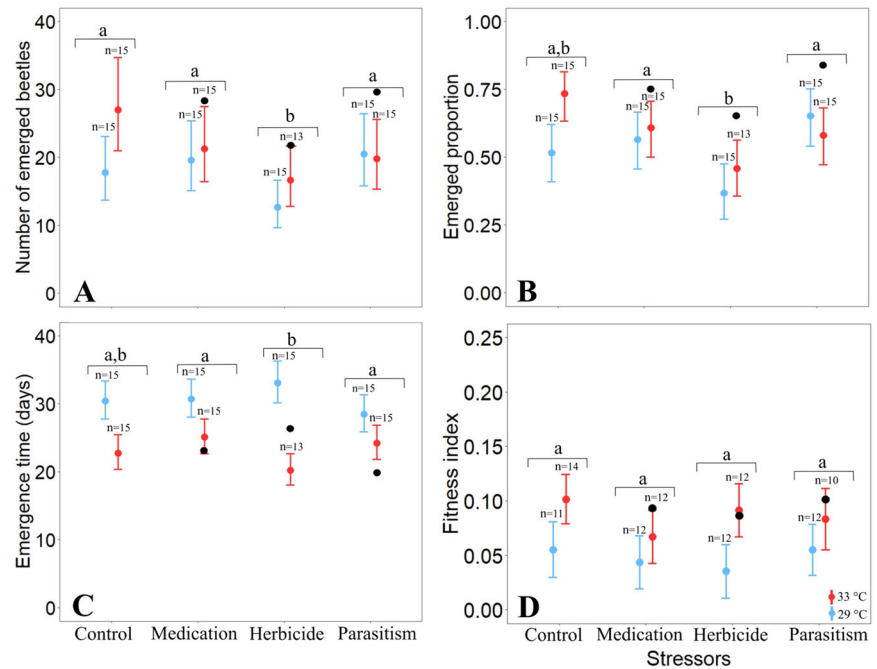 40
30
20
10
0
Number of emerged beetles
a
n=15
n=15
a
n=15
n=15
b
n=13
n=15
a
n=15
n=15
A
1.00
0.75
0.50
0.25
0.00
Emerged proportion
a,b
n=15
n=15
a
n=15
n=15
b
n=13
n=15
a
n=15
n=15
B
40
30
20
10
0
Emergence time (days)
a,b
n=15
n=15
a
n=15
n=15
b
n=15
n=13
a
n=15
n=15
C
Control Medication Herbicide Parasitism
0.25
0.20
0.15
0.10
0.05
0.00
Fitness index
a
n=14
n=11
a
n=12
n=12
a
n=12
n=12
a
n=10
n=12
D
33 °C
29 °C
Control Medication Herbicide Parasitism
Stressors